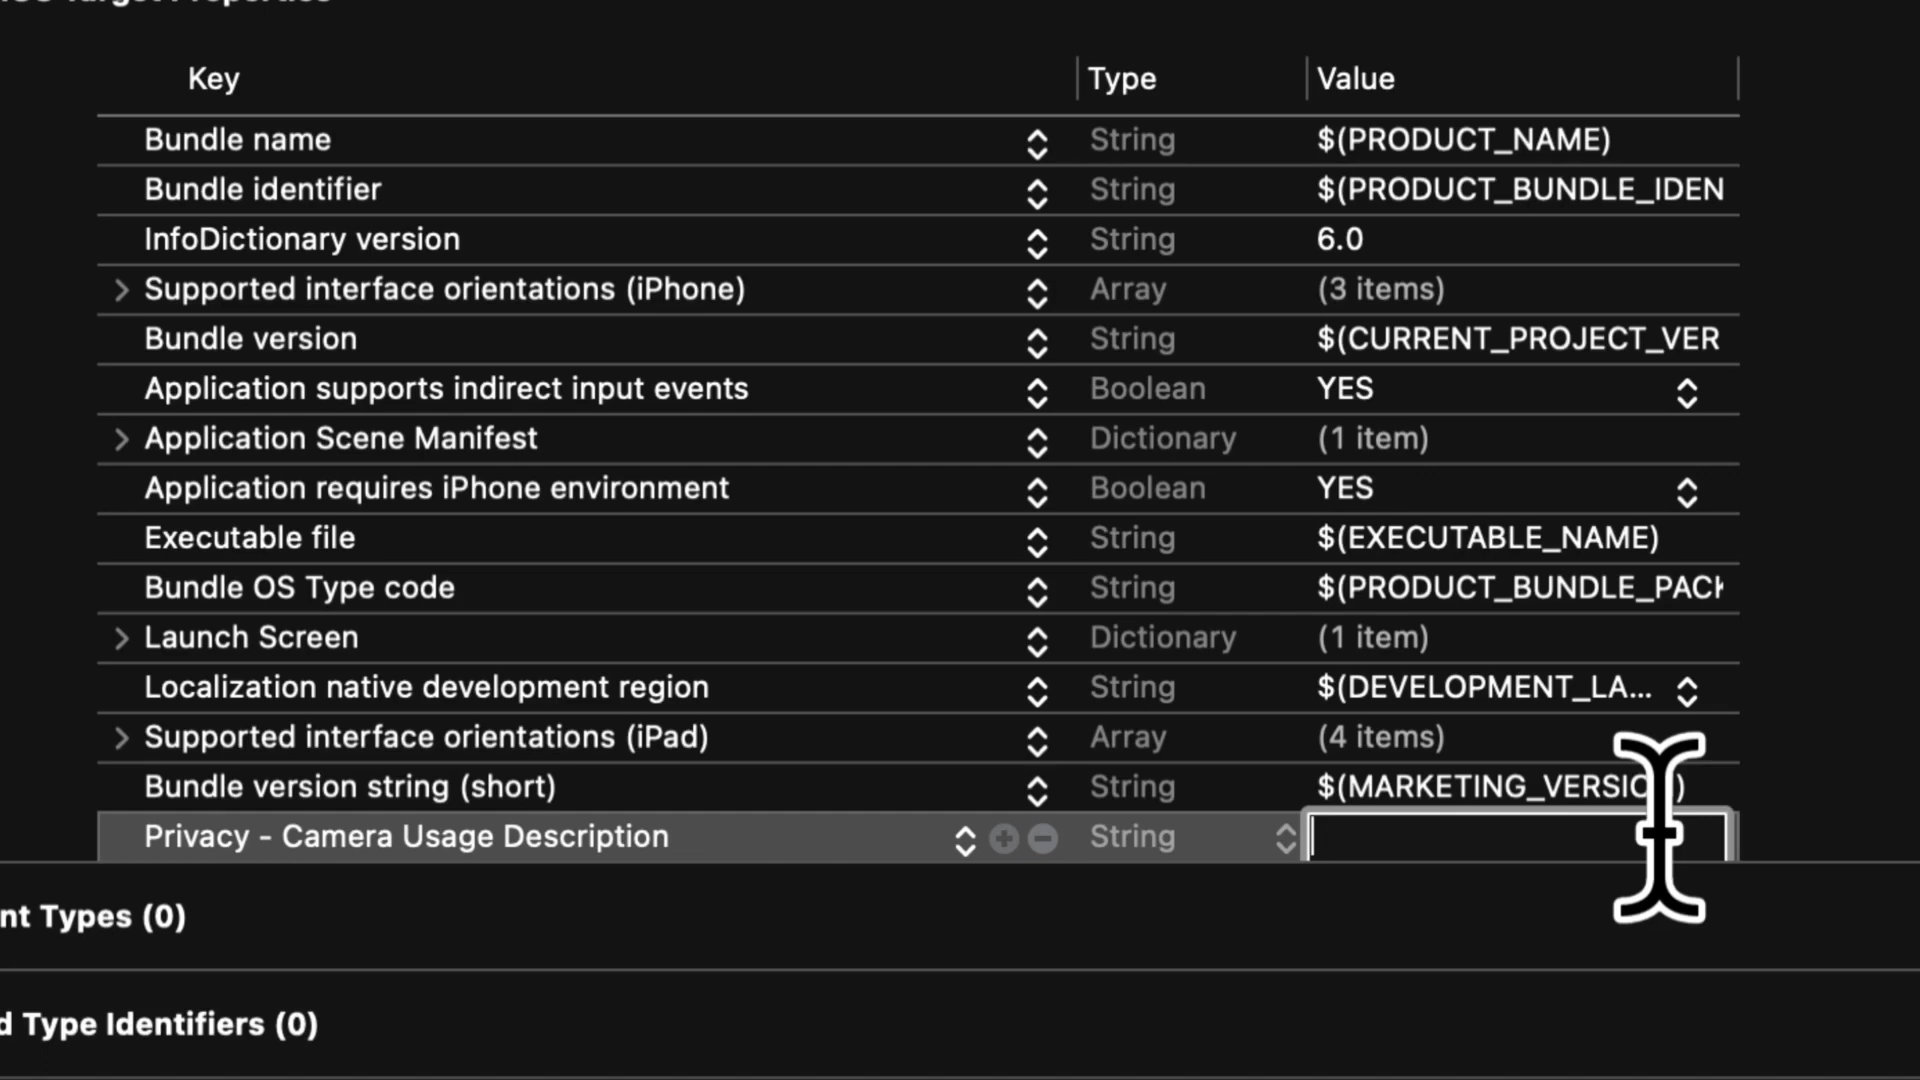 Target Properties
Key Type Value
Bundle name String $(PRODUCT_NAME)
Bundle identifier String $(PRODUCT_BUNDLE_IDEN
InfoDictionary version String 6.0
Supported interface orientations (iPhone) Array (3 items)
Bundle version String $(CURRENT_PROJECT_VER
Application supports indirect input events Boolean YES
Application Scene Manifest Dictionary (1 item)
Application requires iPhone environment Boolean YES
Executable file String $(EXECUTABLE_NAME)
Bundle OS Type code String $(PRODUCT_BUNDLE_PACK
Launch Screen Dictionary (1 item)
Localization native development region String $(DEVELOPMENT_LA...
Supported interface orientations (iPad) Array (4 items)
Bundle version string (short) String $(MARKETING_VERSION)
Privacy - Camera Usage Description String
nt Types (0)
d Type Identifiers (0)